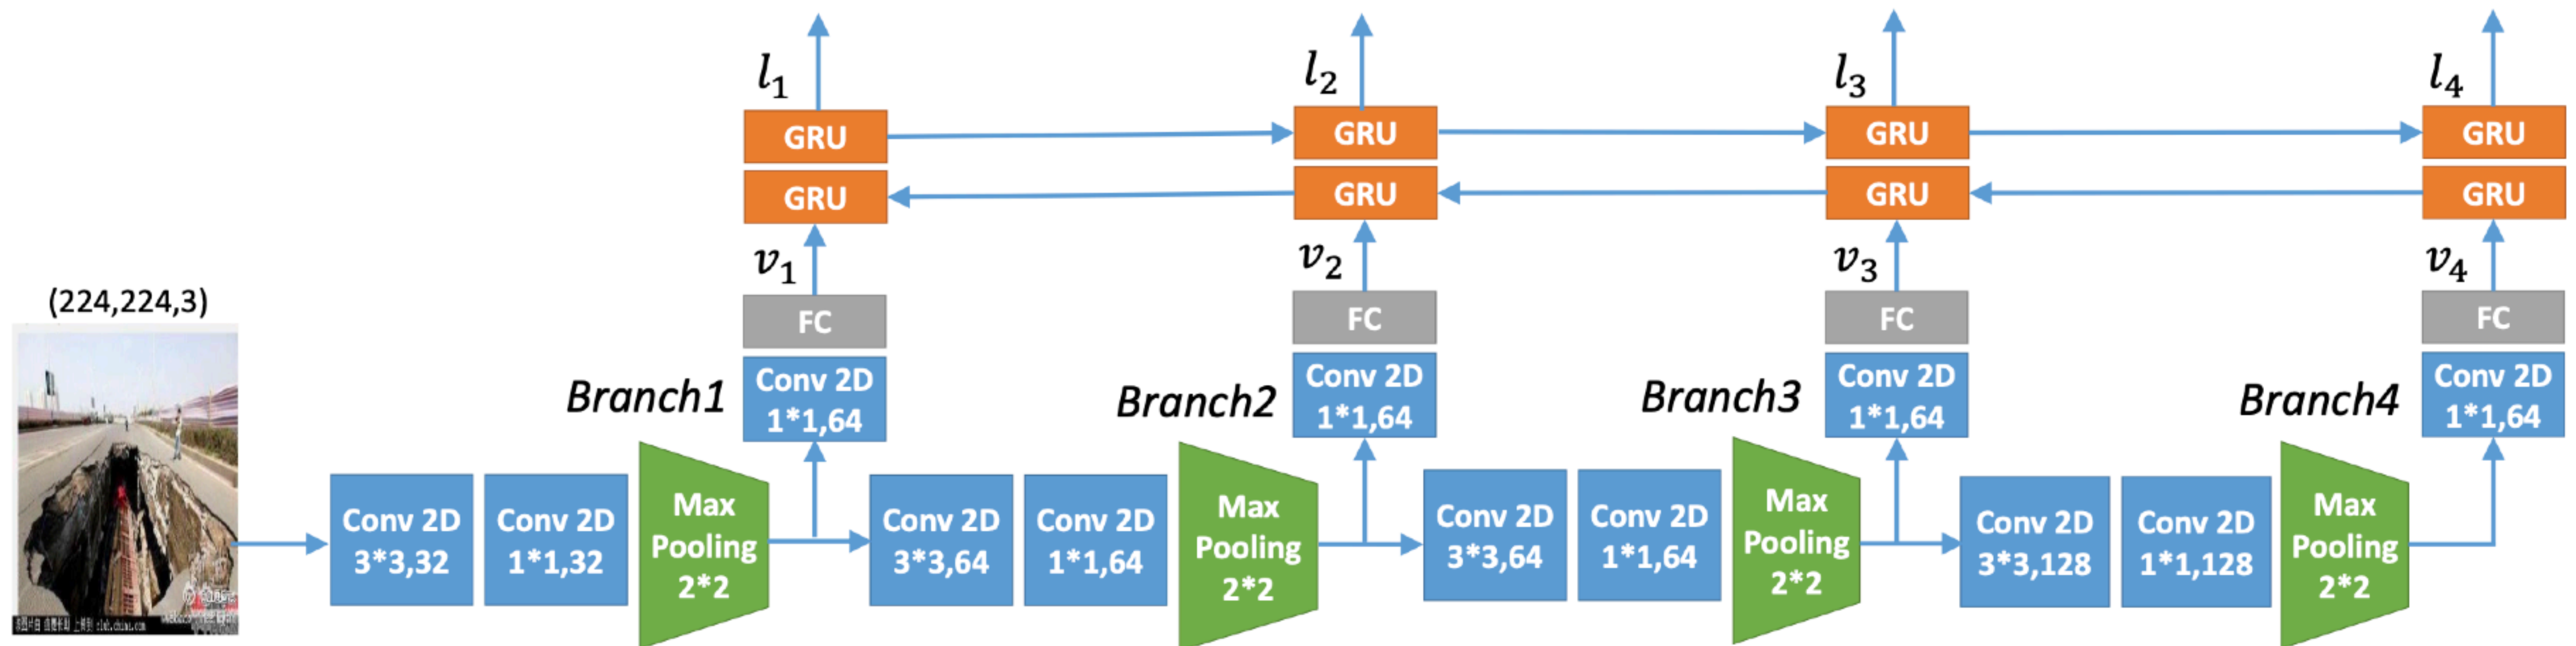 l₁
l₂
l₃
l₄
GRU
GRU
GRU
GRU
GRU
GRU
GRU
GRU
v₁
v₂
v₃
v₄
(224,224,3)
FC
FC
FC
FC
Branch1
Conv 2D
1*1,64
Branch2
Conv 2D
1*1,64
Branch3
Conv 2D
1*1,64
Branch4
Conv 2D
1*1,64
Conv 2D
3*3,32
Conv 2D
1*1,32
Max
Pooling
2*2
Conv 2D
3*3,64
Conv 2D
1*1,64
Max
Pooling
2*2
Conv 2D
3*3,64
Conv 2D
1*1,64
Max
Pooling
2*2
Conv 2D
3*3,128
Conv 2D
1*1,128
Max
Pooling
2*2